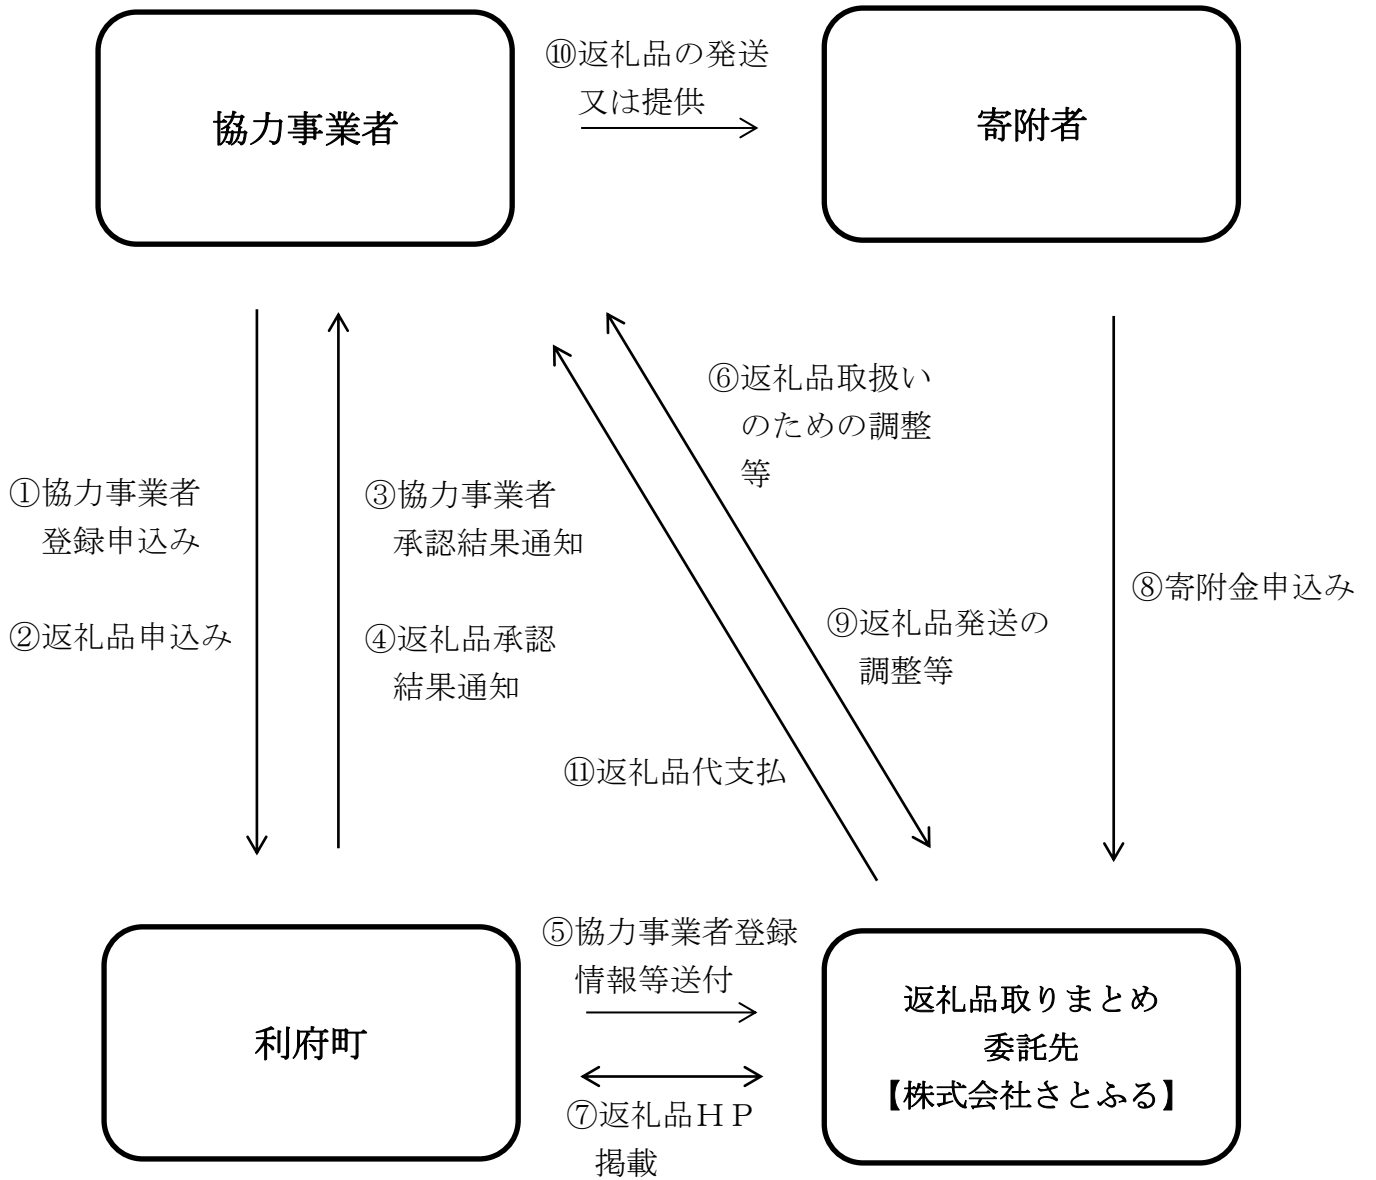 協力事業者
⑩返礼品の発送
又は提供
寄附者
①協力事業者
登録申込み
②返礼品申込み
③協力事業者
承認結果通知
④返礼品承認
結果通知
⑥返礼品取扱い
のための調整
等
⑨返礼品発送の
調整等
⑪返礼品代支払
⑧寄附金申込み
利府町
⑤協力事業者登録
情報等送付
⑦返礼品ＨＰ
掲載
返礼品取りまとめ
委託先
【株式会社さとふる】